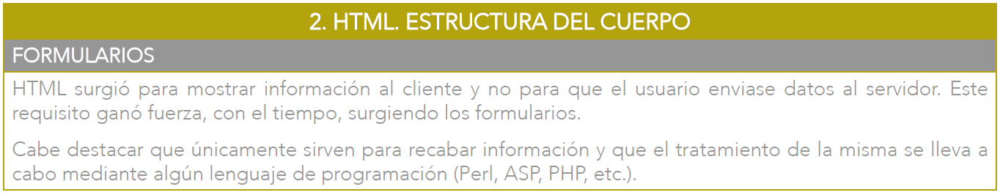 2. HTML. ESTRUCTURA DEL CUERPO
FORMULARIOS
HTML surgió para mostrar información al cliente y no para que el usuario enviase datos al servidor. Este
requisito ganó fuerza, con el tiempo, surgiendo los formularios.
Cabe destacar que únicamente sirven para recabar información y que el tratamiento de la misma se lleva a
cabo mediante algún lenguaje de programación (Perl, ASP, PHP, etc.).